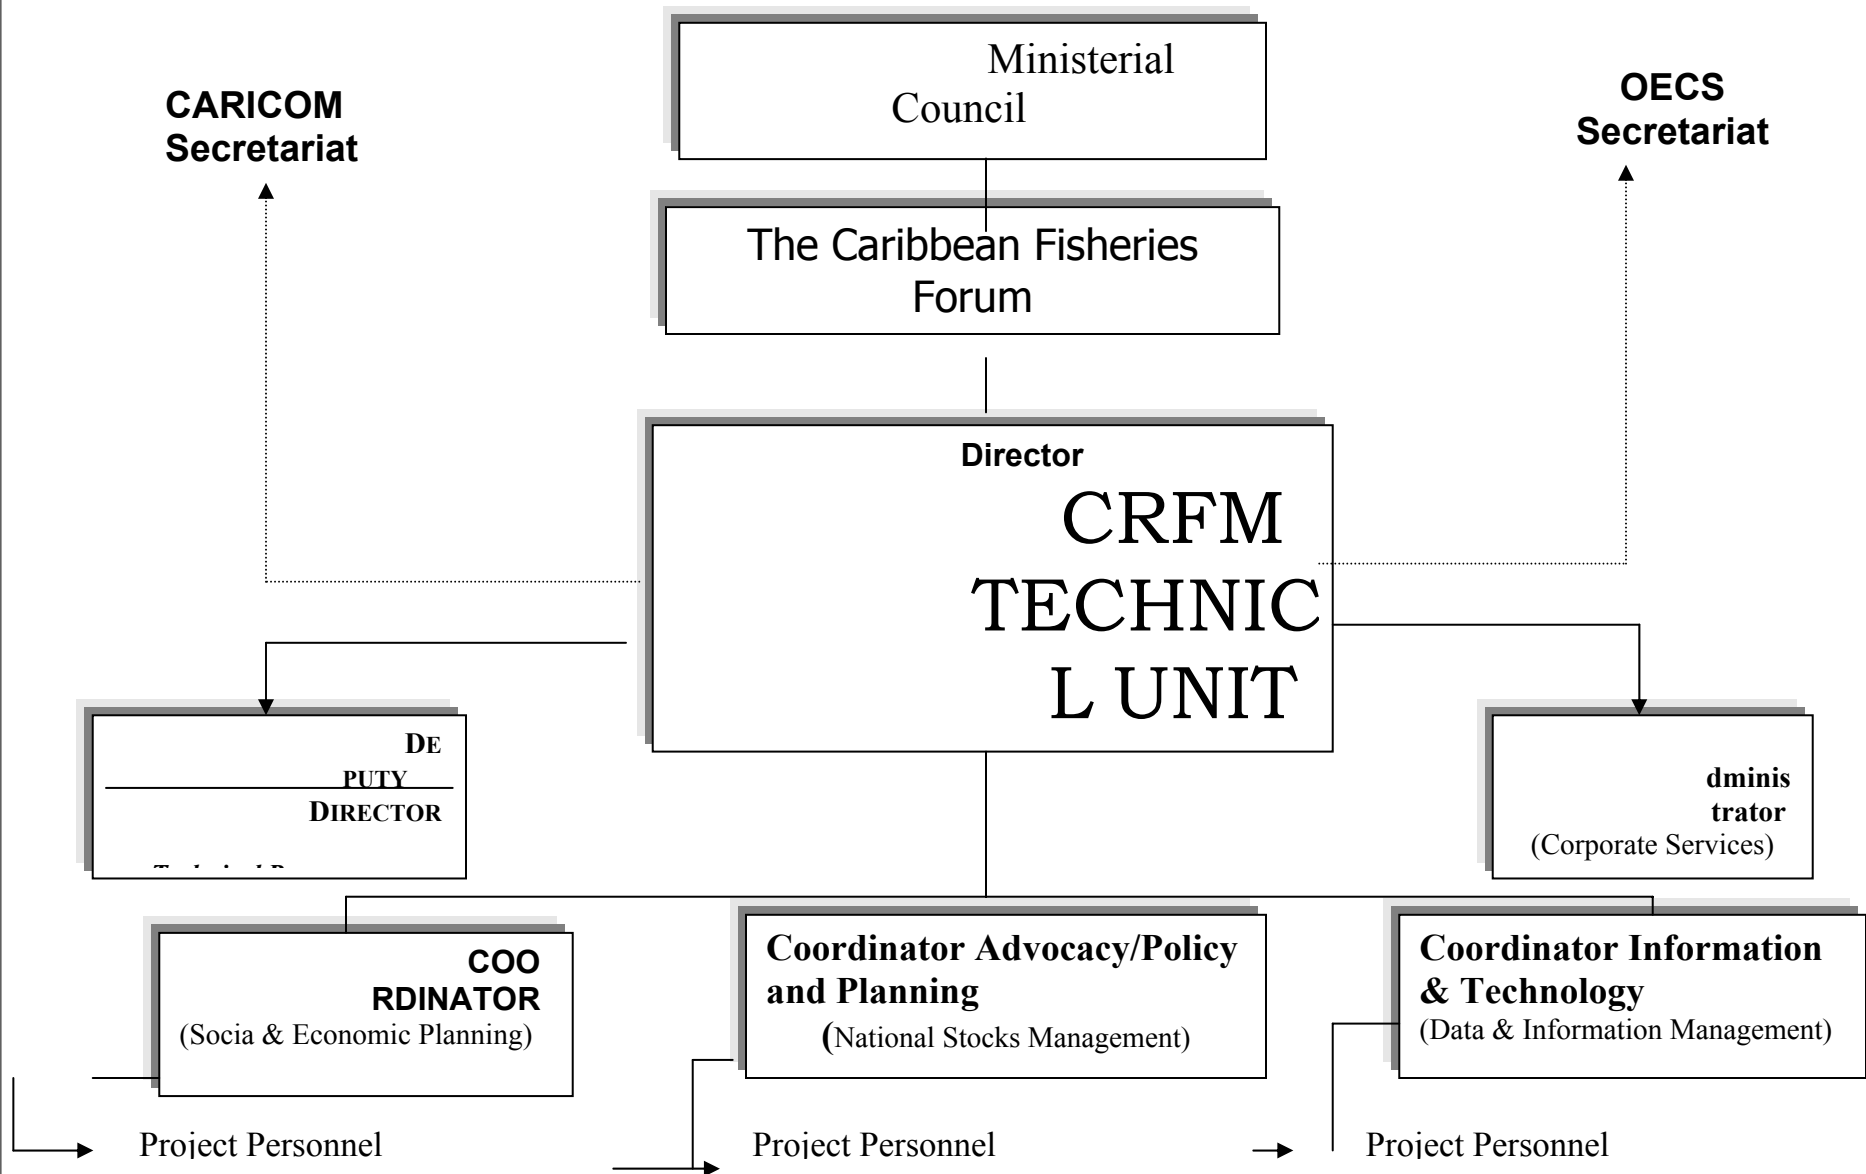 Ministerial
Council
CARICOM
Secretariat
OECS
Secretariat
The Caribbean Fisheries
Forum
Director
CRFM
TECHNIC
L UNIT
DE
PUTY
DIRECTOR
dminis
trator
(Corporate Services)
COO
RDINATOR
(Socia & Economic Planning)
Coordinator Advocacy/Policy
and Planning
(National Stocks Management)
Coordinator Information
& Technology
(Data & Information Management)
Project Personnel
Project Personnel
Project Personnel